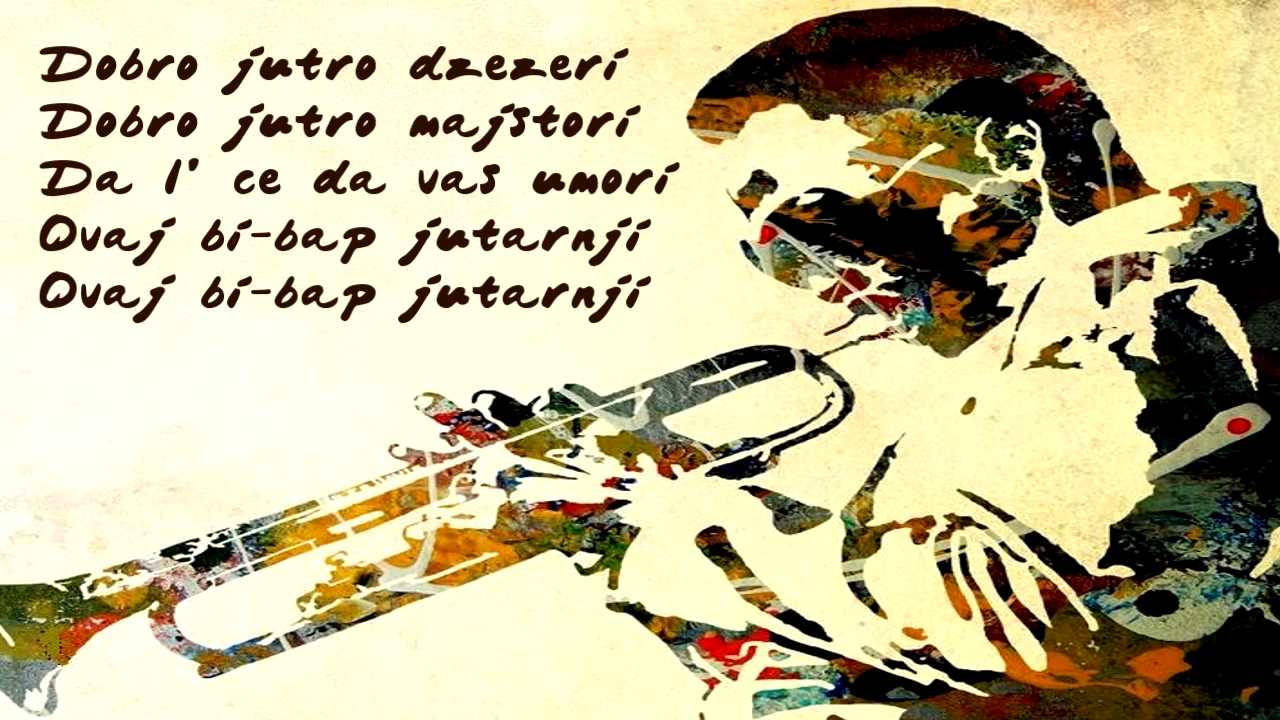 Dobro jutro dzezeri
Dobro jutro majstori
Da l' ce da vas umori
Ovaj bi-bap jutarnji
Ovaj bi-bap jutarnji